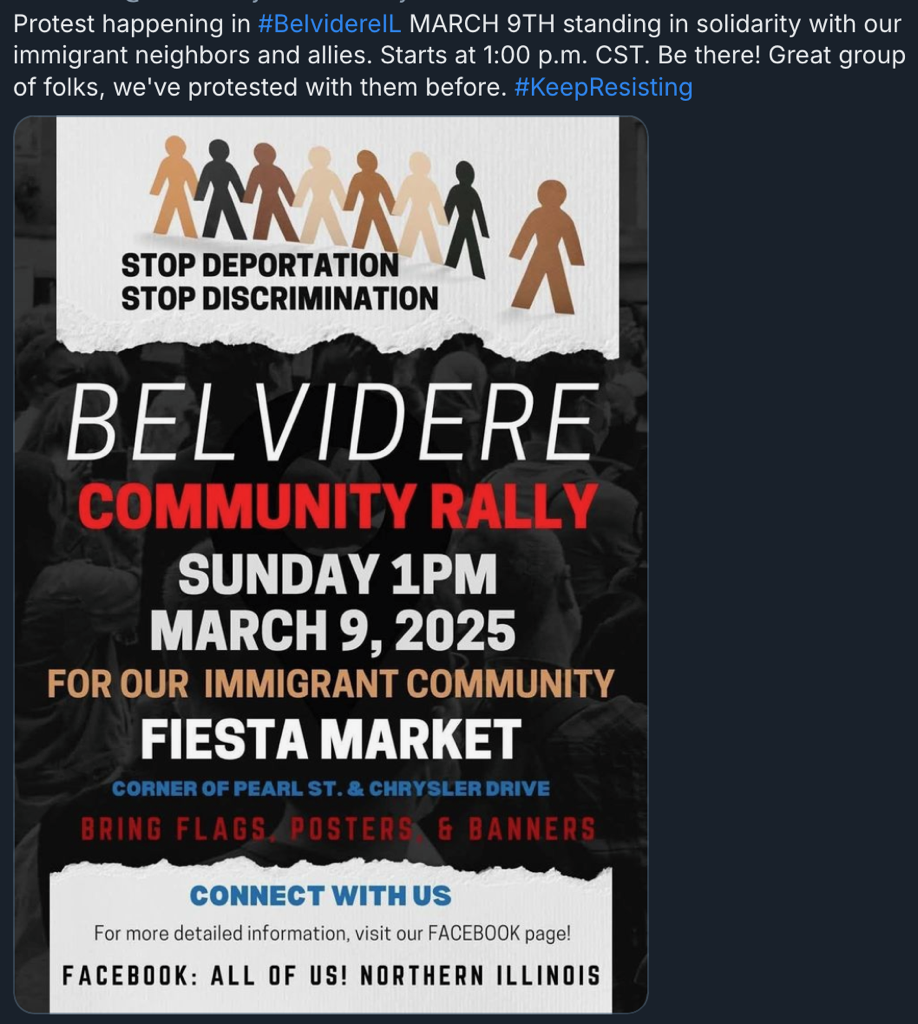 Protest happening in #BelvidereIL MARCH 9TH standing in solidarity with our
immigrant neighbors and allies. Starts at 1:00 p.m. CST. Be there! Great group
of folks, we've protested with them before. #KeepResisting
STOP DEPORTATION
STOP DISCRIMINATION
BELVIDERE
COMMUNITY RALLY
SUNDAY 1PM
MARCH 9, 2025
FOR OUR IMMIGRANT COMMUNITY
FIESTA MARKET
CORNER OF PEARL ST. & CHRYSLER DRIVE
BRING FLAGS, POSTERS, & BANNERS
CONNECT WITH US
For more detailed information, visit our FACEBOOK page!
FACEBOOK: ALL OF US! NORTHERN ILLINOIS